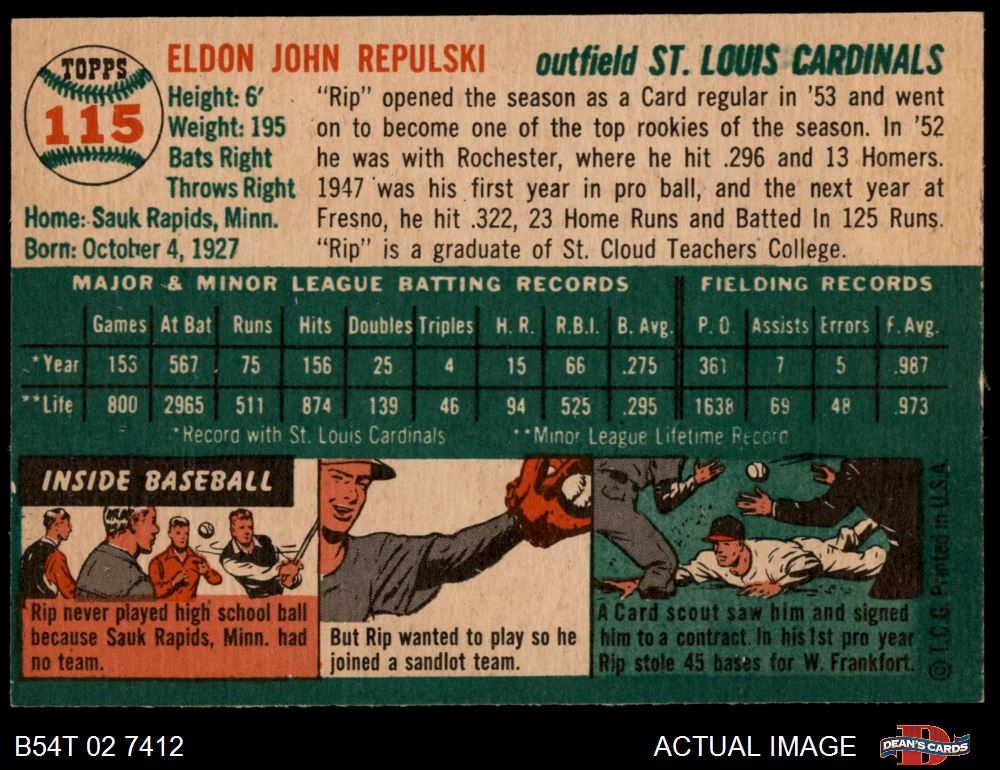 TOPPS
115
ELDON JOHN REPULSKI
outfield ST. LOUIS CARDINALS
Height: 6'
Weight: 195
Bats Right
Throws Right
Home: Sauk Rapids, Minn.
Born: October 4, 1927
"Rip" opened the season as a Card regular in '53 and went
on to become one of the top rookies of the season. In '52
he was with Rochester, where he hit .296 and 13 Homers.
1947 was his first year in pro ball, and the next year at
Fresno, he hit .322, 23 Home Runs and Batted In 125 Runs.
"Rip" is a graduate of St. Cloud Teachers College.
MAJOR & MINOR LEAGUE BATTING RECORDS FIELDING RECORDS
Games At Bat Runs Hits Doubles Triples H. R. R.B.I. B. Avg. P. O. Assists Errors F. Avg.
*Year 153 567 75 156 25 4 15 66 .275 361 7 5 .987
**Life 800 2965 511 874 139 46 94 525 .295 1638 69 48 .973
*Record with St. Louis Cardinals **Minor League Lifetime Record
INSIDE BASEBALL
Rip never played high school ball
because Sauk Rapids, Minn. had
no team.
But Rip wanted to play so he
joined a sandlot team.
A Card scout saw him and signed
him to a contract. In his 1st pro year
Rip stole 45 bases for W. Frankfort.
© T.C.G. Printed in U.S.A.
B54T 02 7412
ACTUAL IMAGE
DEAN'S CARDS